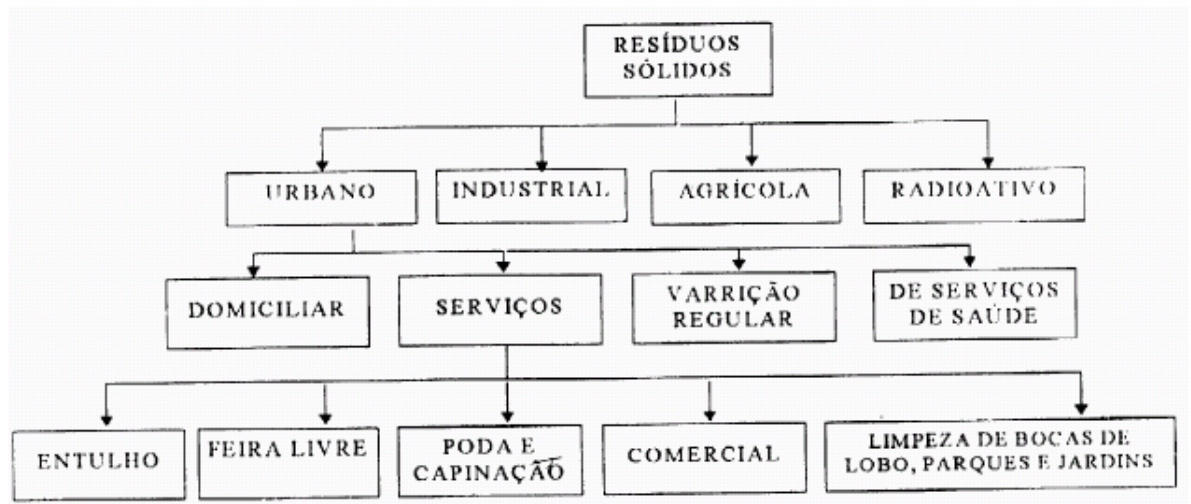 RESÍDUOS
SÓLIDOS
URBANO
INDUSTRIAL
AGRÍCOLA
RADIOATIVO
DOMICILIAR
SERVIÇOS
VARRIÇÃO
REGULAR
DE SERVIÇOS
DE SAÚDE
ENTULHO
FEIRA LIVRE
PODA E
CAPINAÇÃO
COMERCIAL
LIMPEZA DE BOCAS DE
LOBO, PARQUES E JARDINS